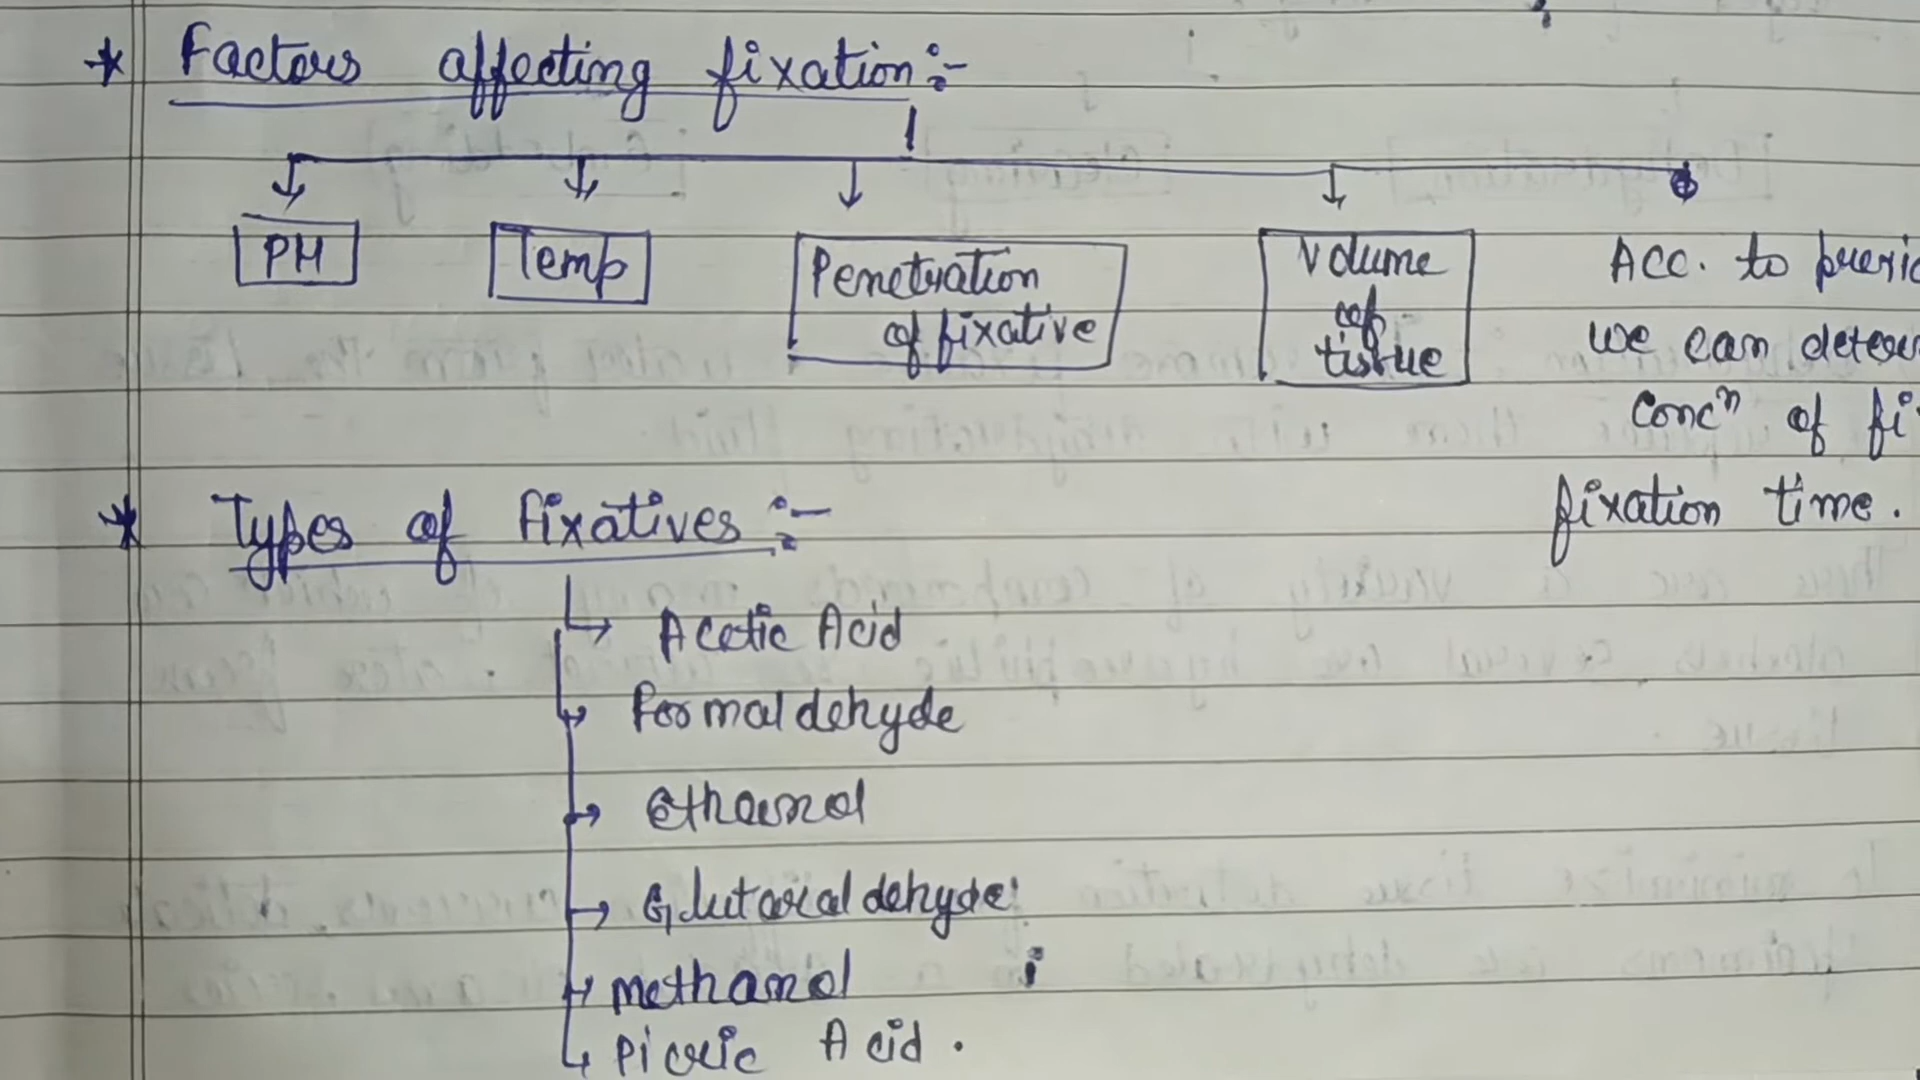 * Factors affecting fixation :-
PH
Temp
Penetration
of fixative
Volume
of
tissue
Acc. to
we can
Concⁿ of
fixation time.
* Types of Fixatives :-
Acetic Acid
Formaldehyde
Ethanol
Glutaraldehyde
methanol
Picric Acid.